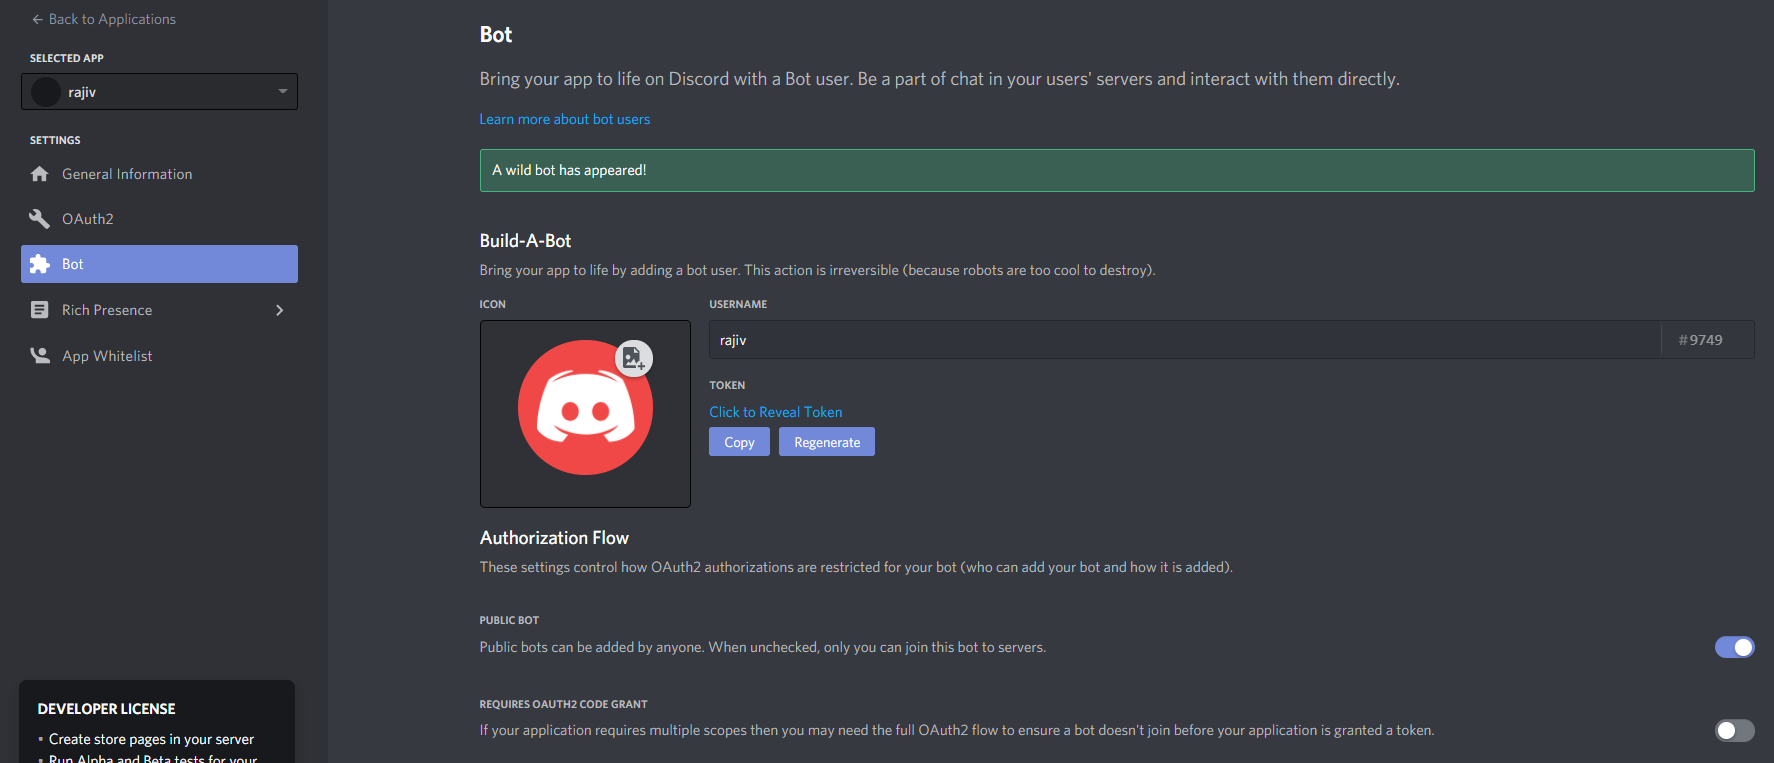 ← Back to Applications
SELECTED APP
rajiv
SETTINGS
General Information
OAuth2
Bot
Rich Presence
App Whitelist
DEVELOPER LICENSE
• Create store pages in your server
• Run Alpha and Beta tests for your
Bot
Bring your app to life on Discord with a Bot user. Be a part of chat in your users' servers and interact with them directly.
Learn more about bot users
A wild bot has appeared!
Build-A-Bot
Bring your app to life by adding a bot user. This action is irreversible (because robots are too cool to destroy).
ICON
USERNAME
rajiv #9749
TOKEN
Click to Reveal Token
Copy Regenerate
Authorization Flow
These settings control how OAuth2 authorizations are restricted for your bot (who can add your bot and how it is added).
PUBLIC BOT
Public bots can be added by anyone. When unchecked, only you can join this bot to servers.
REQUIRES OAUTH2 CODE GRANT
If your application requires multiple scopes then you may need the full OAuth2 flow to ensure a bot doesn't join before your application is granted a token.